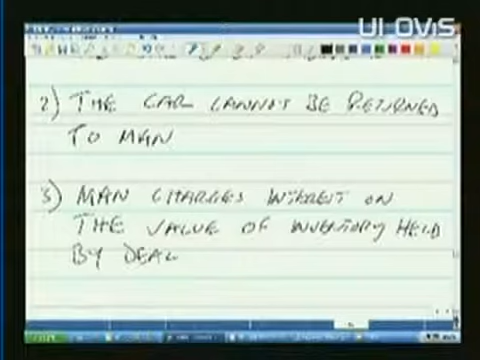 UI OVIS
2) THE CAR CANNOT BE RETURNED
TO MAN
3) MAN CHARGES INTEREST ON
THE VALUE OF INVENTORY HELD
BY DEAL